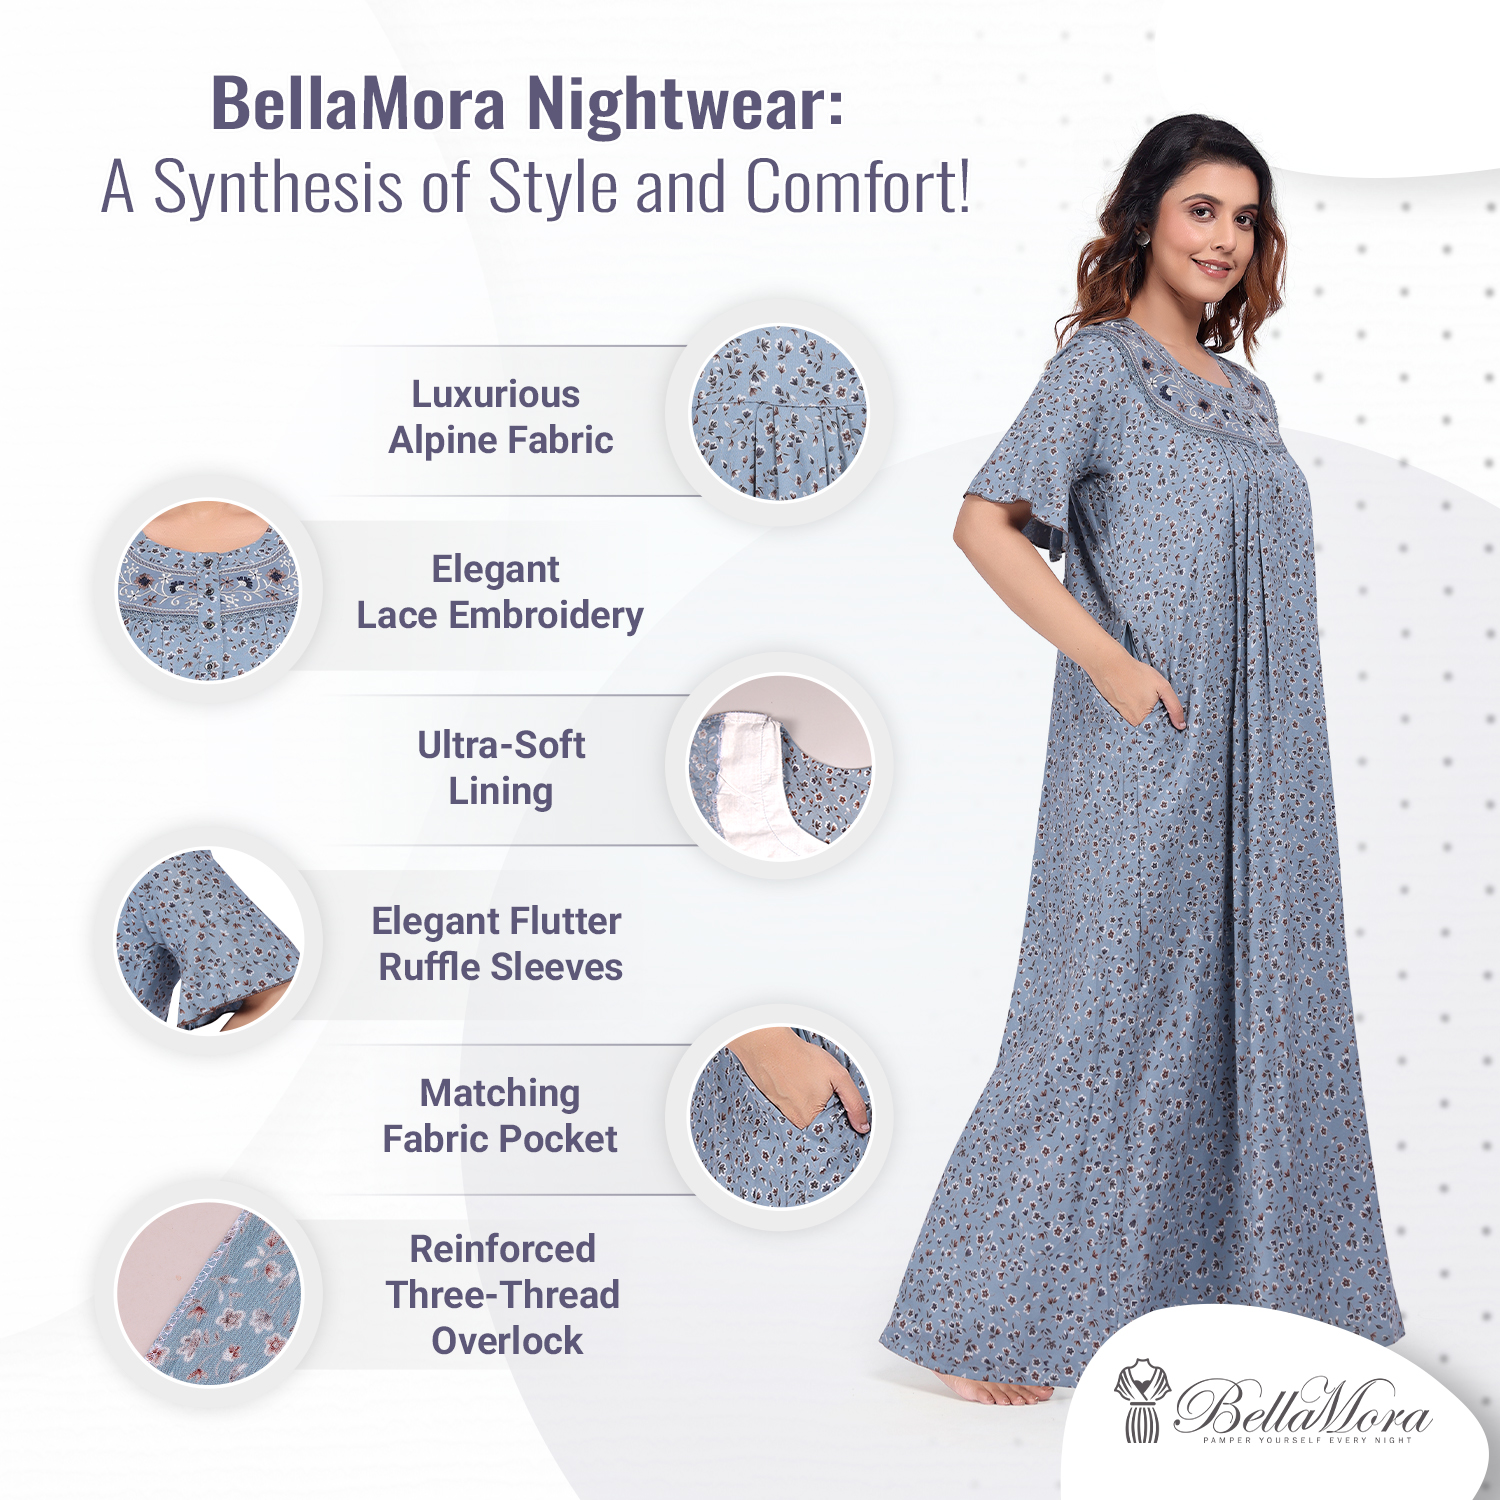 BellaMora Nightwear:
A Synthesis of Style and Comfort!
Luxurious
Alpine Fabric
Elegant
Lace Embroidery
Ultra-Soft
Lining
Elegant Flutter
Ruffle Sleeves
Matching
Fabric Pocket
Reinforced
Three-Thread
Overlock
BellaMora
PAMPER YOURSELF EVERY NIGHT